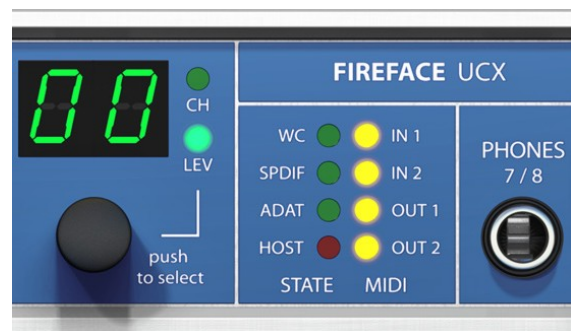 00
CH
LEV
push
to select
FIREFACE UCX
WC IN 1
SPDIF IN 2
ADAT OUT 1
HOST OUT 2
STATE MIDI
PHONES
7 / 8